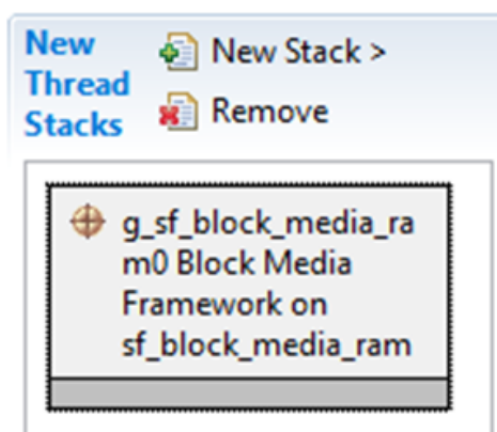 New
Thread
Stacks
New Stack >
Remove
g_sf_block_media_ra
m0 Block Media
Framework on
sf_block_media_ram